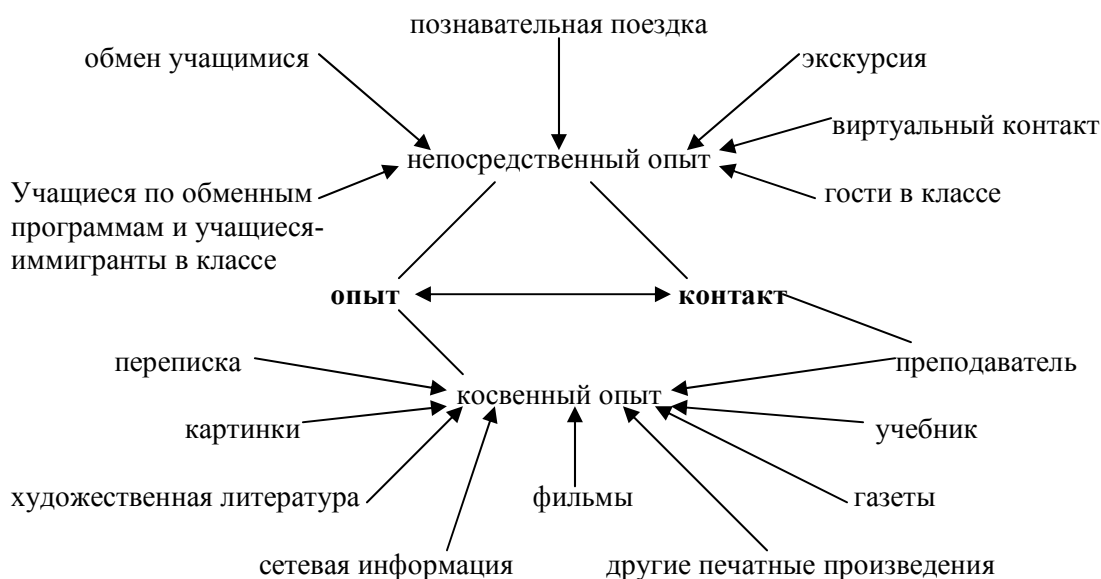 познавательная поездка
обмен учащимися
экскурсия
виртуальный контакт
непосредственный опыт
Учащиеся по обменным
программам и учащиеся-
иммигранты в классе
гости в классе
опыт
контакт
переписка
преподаватель
косвенный опыт
картинки
учебник
художественная литература
фильмы
газеты
сетевая информация
другие печатные произведения